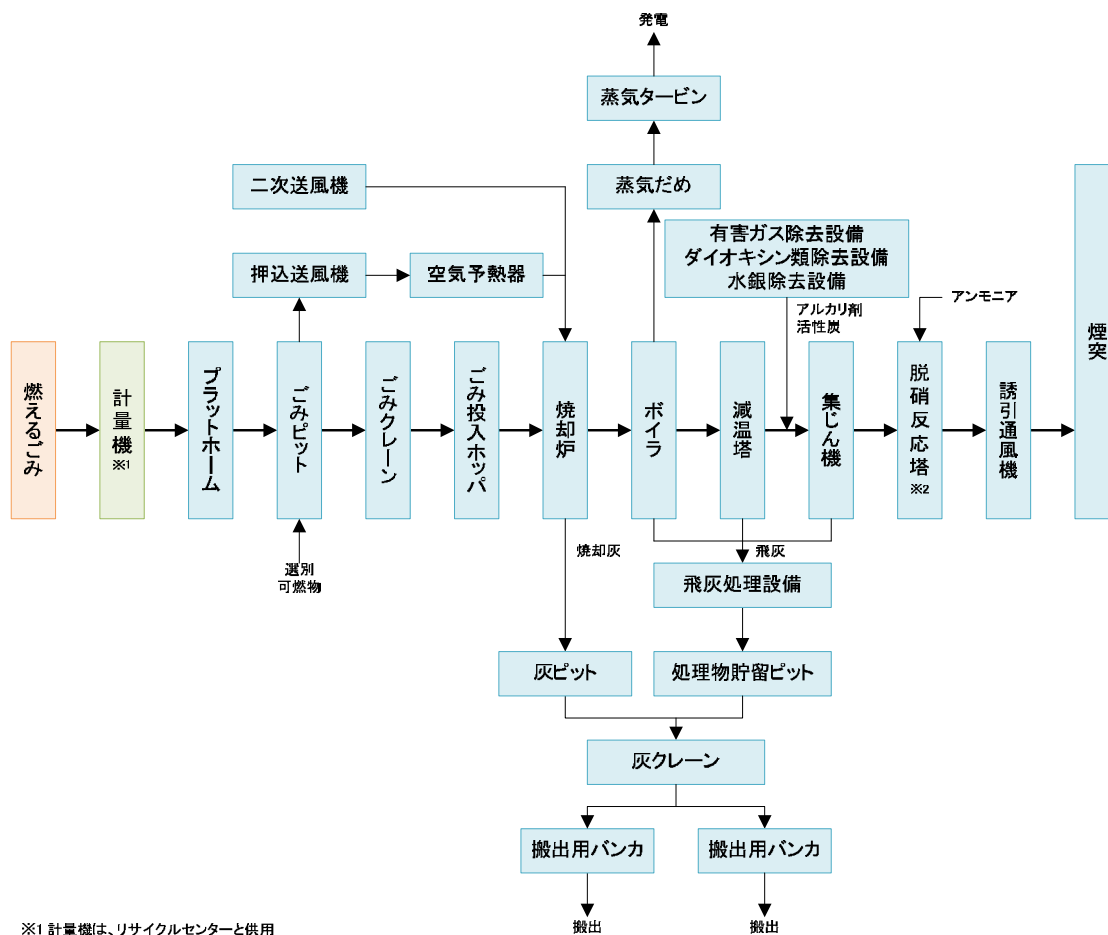 発電
蒸気タービン
二次送風機
蒸気だめ
有害ガス除去設備
ダイオキシン類除去設備
水銀除去設備
押込送風機
空気予熱器
アルカリ剤
活性炭
アンモニア
燃えるごみ
計量機※1
プラットホーム
ごみピット
ごみクレーン
ごみ投入ホッパ
焼却炉
ボイラ
減温塔
集じん機
脱硝反応塔※2
誘引通風機
煙突
選別
可燃物
焼却灰
飛灰
飛灰処理設備
灰ピット
処理物貯留ピット
灰クレーン
搬出用バンカ
搬出用バンカ
搬出
搬出
※1 計量機は、リサイクルセンターと供用